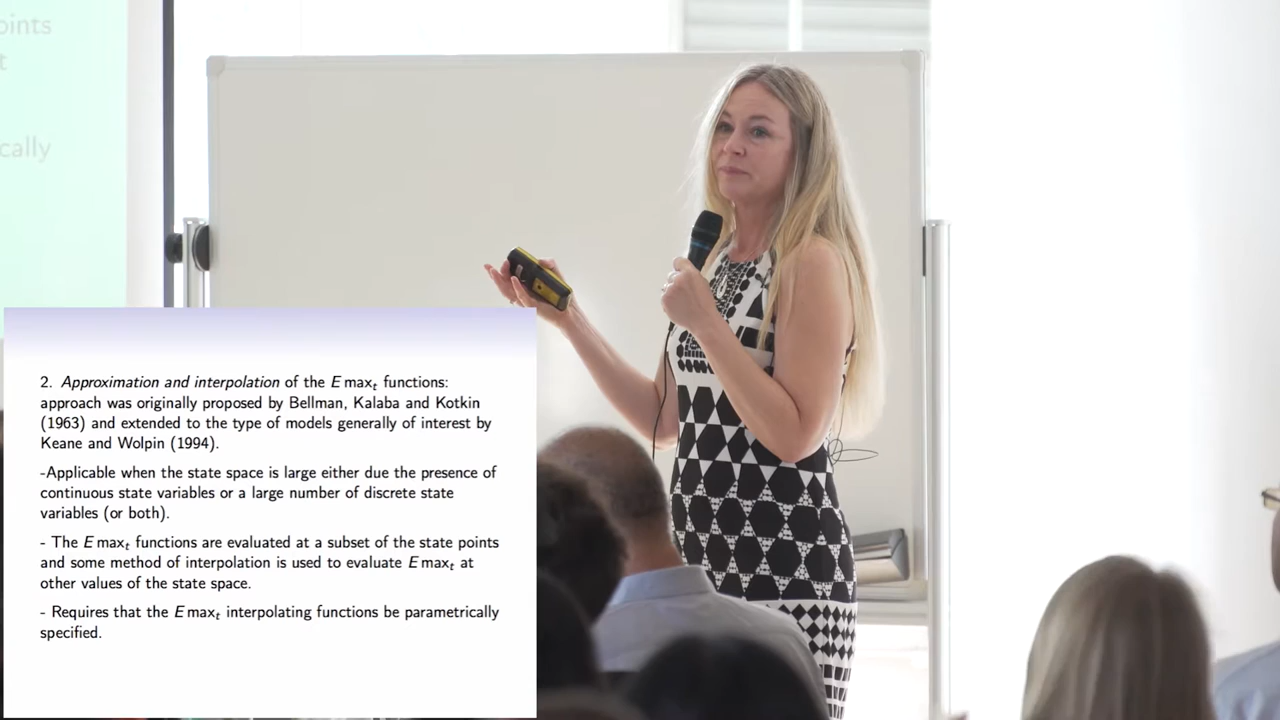 oints
t
cally
2. Approximation and interpolation of the E maxₜ functions:
approach was originally proposed by Bellman, Kalaba and Kotkin
(1963) and extended to the type of models generally of interest by
Keane and Wolpin (1994).
-Applicable when the state space is large either due the presence of
continuous state variables or a large number of discrete state
variables (or both).
- The E maxₜ functions are evaluated at a subset of the state points
and some method of interpolation is used to evaluate E maxₜ at
other values of the state space.
- Requires that the E maxₜ interpolating functions be parametrically
specified.